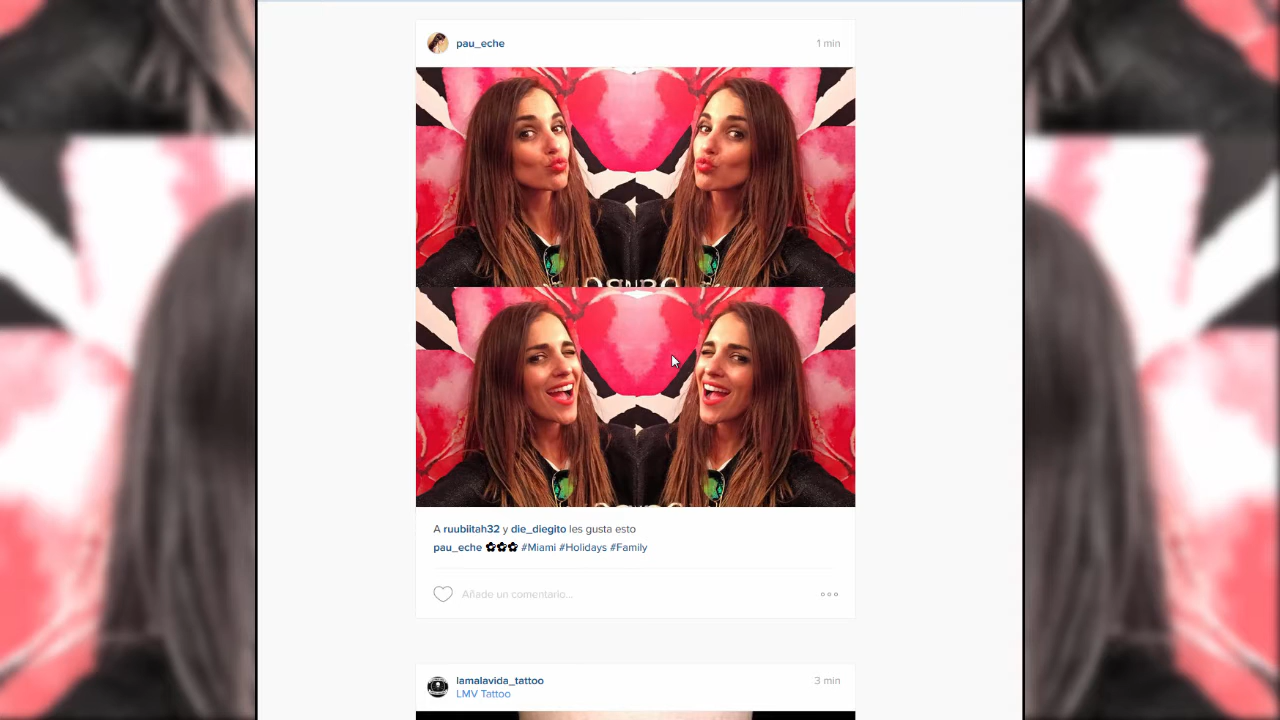 pau_eche
1 min
A ruubiitah32 y die_diegito les gusta esto
pau_eche ✿✿✿ #Miami #Holidays #Family
Añade un comentario...
lamalavida_tattoo
3 min
LMV Tattoo